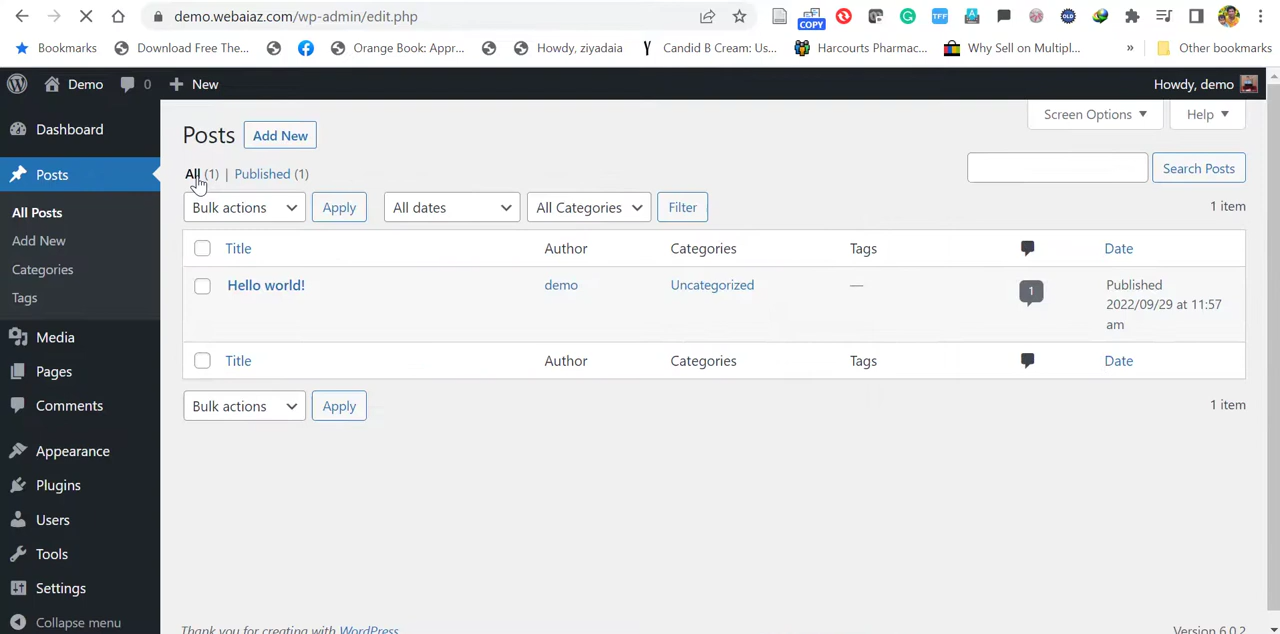 demo.webaiaz.com/wp-admin/edit.php
COPY
TFF
OLD
Bookmarks Download Free The... Orange Book: Appr... Howdy, ziyadaia Candid B Cream: Us... Harcourts Pharmac... Why Sell on Multipl... » Other bookmarks
Demo 0 New Howdy, demo
Dashboard
Posts
All Posts
Add New
Categories
Tags
Media
Pages
Comments
Appearance
Plugins
Users
Tools
Settings
Collapse menu
Screen Options Help
Posts Add New
All (1) | Published (1)
Search Posts
Bulk actions Apply All dates All Categories Filter 1 item
Title Author Categories Tags Date
Hello world! demo Uncategorized — 1 Published
2022/09/29 at 11:57
am
Title Author Categories Tags Date
Bulk actions Apply 1 item
Thank you for creating with WordPress Version 6.0.2